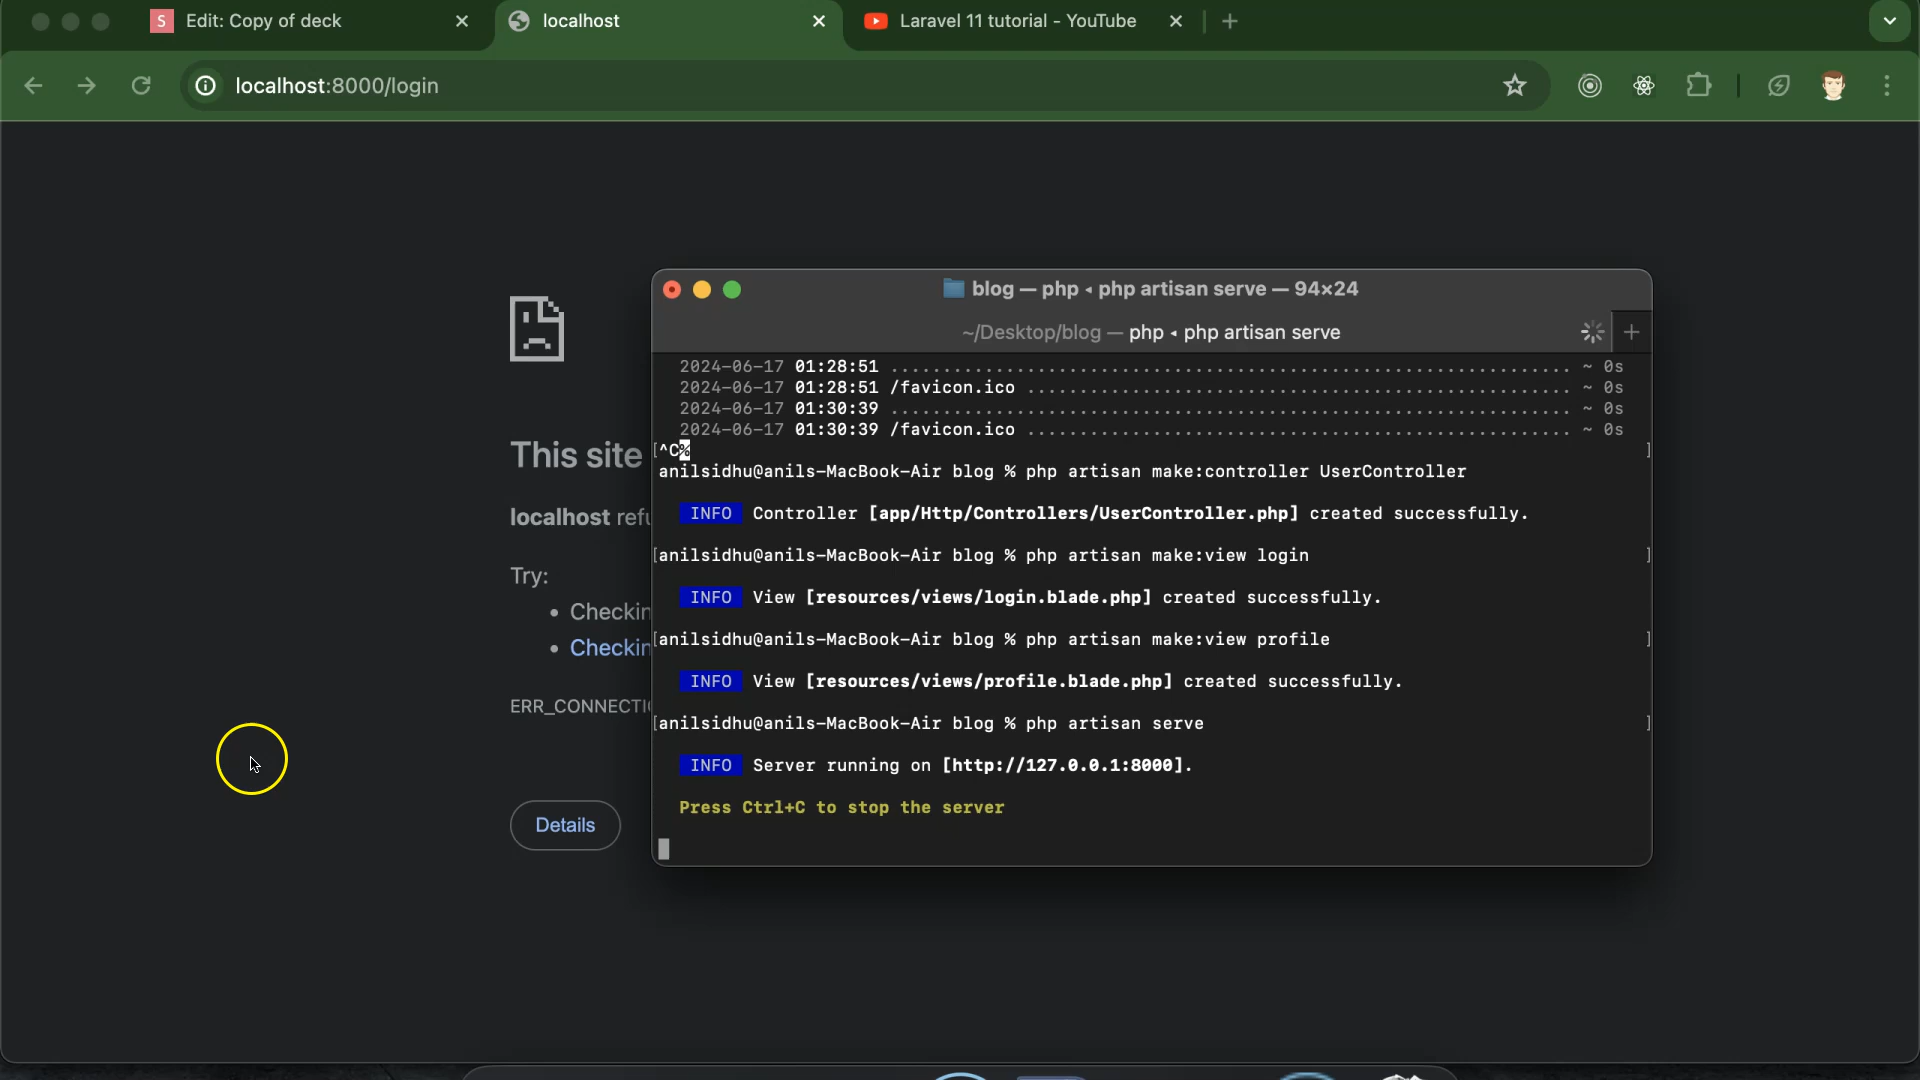 S Edit: Copy of deck
localhost
Laravel 11 tutorial - YouTube
localhost:8000/login
This site
localhost refu
Try:
Checkin
Checkin
ERR_CONNECTIO
Details
blog — php ◂ php artisan serve — 94×24
~/Desktop/blog — php ◂ php artisan serve
2024-06-17 01:28:51 ................................................................. ~ 0s
2024-06-17 01:28:51 /favicon.ico .................................................... ~ 0s
2024-06-17 01:30:39 ................................................................. ~ 0s
2024-06-17 01:30:39 /favicon.ico .................................................... ~ 0s
[^C% ]
anilsidhu@anils-MacBook-Air blog % php artisan make:controller UserController
INFO Controller [app/Http/Controllers/UserController.php] created successfully.
[anilsidhu@anils-MacBook-Air blog % php artisan make:view login ]
INFO View [resources/views/login.blade.php] created successfully.
[anilsidhu@anils-MacBook-Air blog % php artisan make:view profile ]
INFO View [resources/views/profile.blade.php] created successfully.
[anilsidhu@anils-MacBook-Air blog % php artisan serve ]
INFO Server running on [http://127.0.0.1:8000].
Press Ctrl+C to stop the server